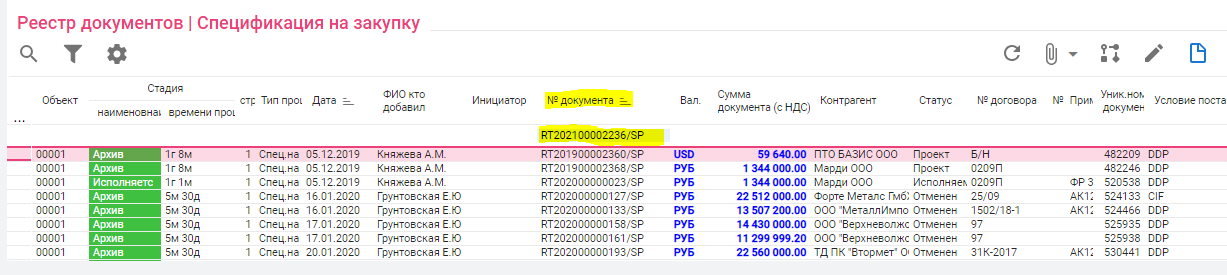 Реестр документов | Спецификация на закупку
Объект Стадия наименовнаи времени проц стр Тип проц Дата ФИО кто добавил Инициатор № документа Вал. Сумма документа (с НДС) Контрагент Статус № договора № Прим Уник.ном докумен Условие поста
...
RT202100002236/SP
00001 Архив 1г 8м 1 Спец.на 05.12.2019 Княжева А.М. RT201900002360/SP USD 59 640.00 ПТО БАЗИС ООО Проект Б/Н 482209 DDP
00001 Архив 1г 8м 1 Спец.на 05.12.2019 Княжева А.М. RT201900002368/SP РУБ 1 344 000.00 Марди ООО Проект 0209П 482246 DDP
00001 Исполняетс 1г 1м 1 Спец.на 05.12.2019 Княжева А.М. RT202000000023/SP РУБ 1 344 000.00 Марди ООО Исполняем 0209П ФР З 520538 DDP
00001 Архив 5м 30д 1 Спец.на 16.01.2020 Грунтовская Е.Ю RT202000000127/SP РУБ 22 512 000.00 Форте Металс Гмбх Отменен 25/09 АК12 524133 CIF
00001 Архив 5м 30д 1 Спец.на 16.01.2020 Грунтовская Е.Ю RT202000000133/SP РУБ 13 507 200.00 ООО "МеталлИмпо Отменен 1502/18-1 АК12 524466 DDP
00001 Архив 5м 30д 1 Спец.на 17.01.2020 Грунтовская Е.Ю RT202000000158/SP РУБ 14 430 000.00 ООО "Верхневолжс Отменен 97 525935 DDP
00001 Архив 5м 30д 1 Спец.на 17.01.2020 Грунтовская Е.Ю RT202000000161/SP РУБ 11 299 999.20 ООО "Верхневолжс Отменен 97 525938 DDP
00001 Архив 5м 30д 1 Спец.на 20.01.2020 Грунтовская Е.Ю RT202000000193/SP РУБ 22 560 000.00 ТД ПК "Втормет" ОО Отменен 31К-2017 АК12 530441 DDP